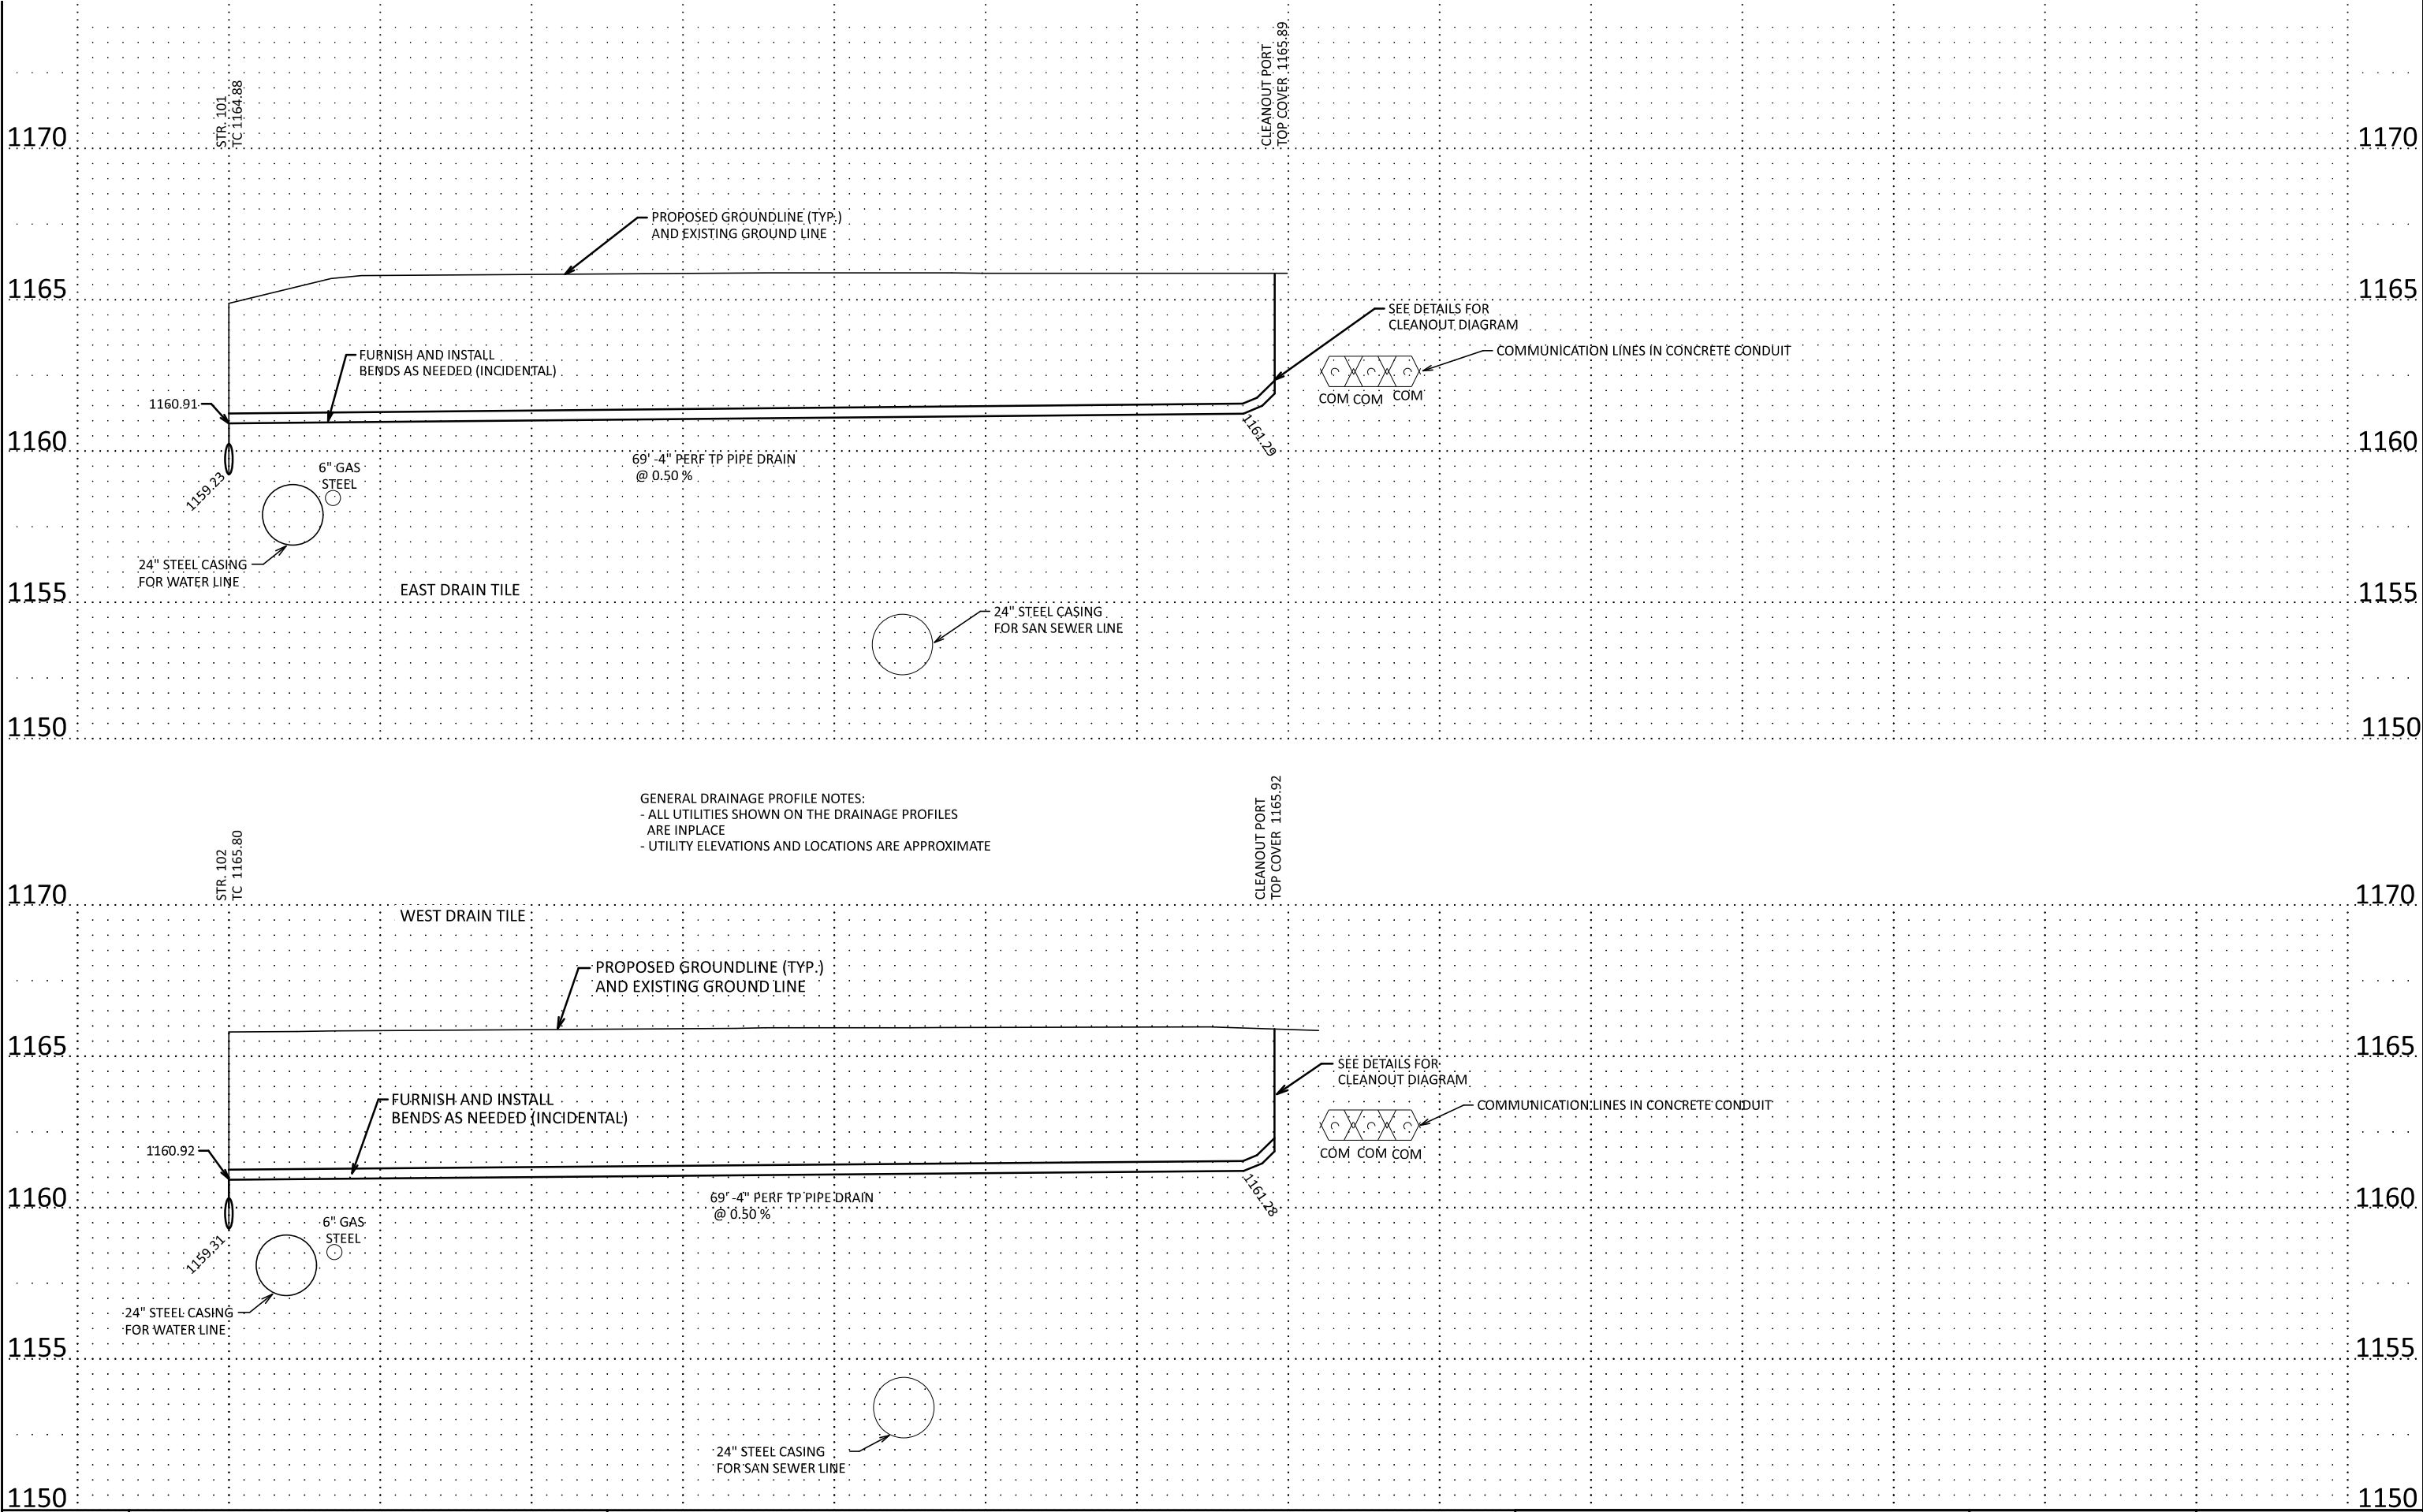 STR. 101
TC 1164.88
CLEANOUT PORT
TOP COVER 1165.89
1170
1170
PROPOSED GROUNDLINE (TYP.)
AND EXISTING GROUND LINE
1165
1165
SEE DETAILS FOR
CLEANOUT DIAGRAM
FURNISH AND INSTALL
BENDS AS NEEDED (INCIDENTAL)
COMMUNICATION LINES IN CONCRETE CONDUIT
COM COM COM
1160.91
1161.29
1160
1160
69' -4" PERF TP PIPE DRAIN
@ 0.50 %
6" GAS
STEEL
1159.23
24" STEEL CASING
FOR WATER LINE
1155
EAST DRAIN TILE
1155
24" STEEL CASING
FOR SAN SEWER LINE
1150
1150
GENERAL DRAINAGE PROFILE NOTES:
- ALL UTILITIES SHOWN ON THE DRAINAGE PROFILES
ARE INPLACE
- UTILITY ELEVATIONS AND LOCATIONS ARE APPROXIMATE
STR. 102
TC 1165.80
CLEANOUT PORT
TOP COVER 1165.92
1170
1170
WEST DRAIN TILE
PROPOSED GROUNDLINE (TYP.)
AND EXISTING GROUND LINE
1165
1165
SEE DETAILS FOR
CLEANOUT DIAGRAM
FURNISH AND INSTALL
BENDS AS NEEDED (INCIDENTAL)
COMMUNICATION LINES IN CONCRETE CONDUIT
COM COM COM
1160.92
1161.28
1160
1160
69' -4" PERF TP PIPE DRAIN
@ 0.50 %
6" GAS
STEEL
1159.31
24" STEEL CASING
FOR WATER LINE
1155
1155
24" STEEL CASING
FOR SAN SEWER LINE
1150
1150